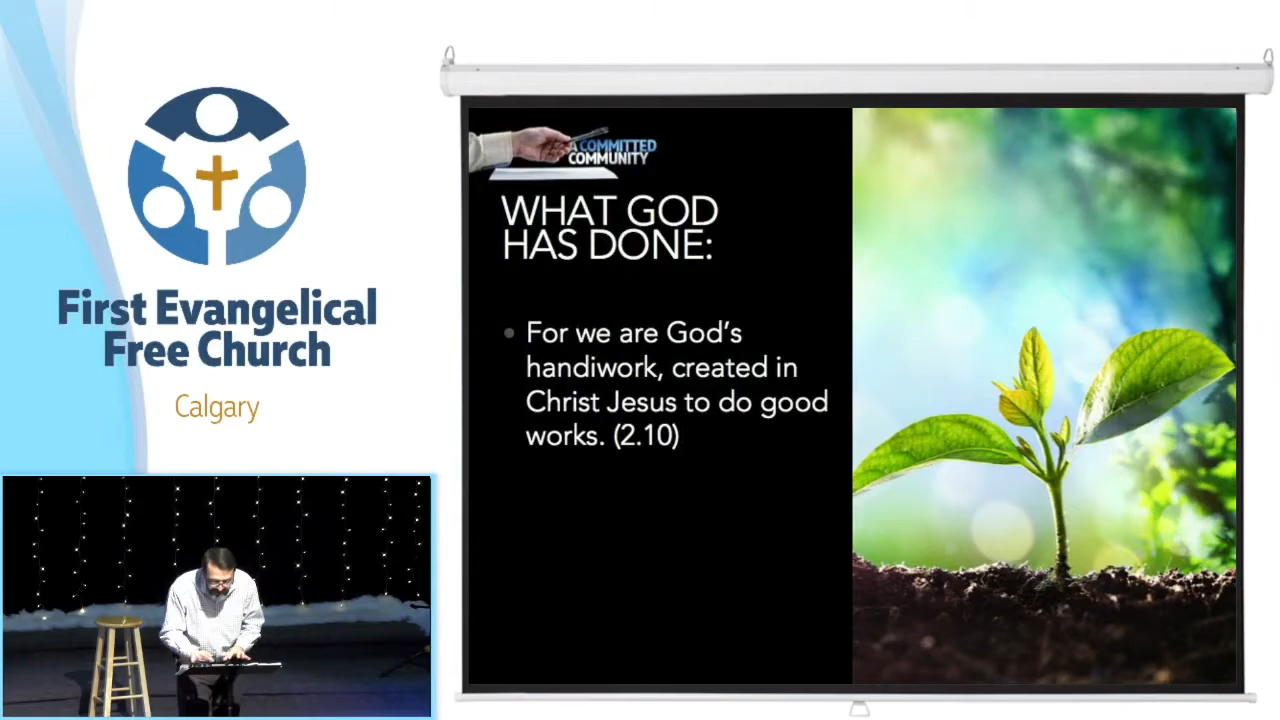 First Evangelical
Free Church
Calgary
A COMMITTED
COMMUNITY
WHAT GOD
HAS DONE:
• For we are God's
handiwork, created in
Christ Jesus to do good
works. (2.10)